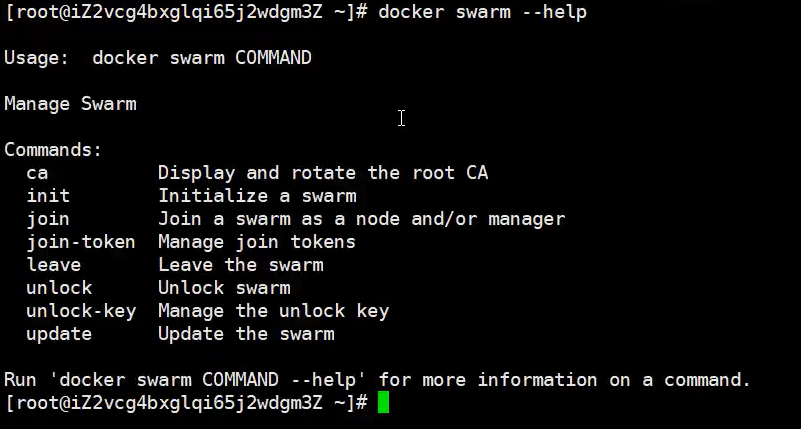 [root@iZ2vcg4bxglqi65j2wdgm3Z ~]# docker swarm --help
Usage:  docker swarm COMMAND
Manage Swarm
Commands:
  ca          Display and rotate the root CA
  init        Initialize a swarm
  join        Join a swarm as a node and/or manager
  join-token  Manage join tokens
  leave       Leave the swarm
  unlock      Unlock swarm
  unlock-key  Manage the unlock key
  update      Update the swarm
Run 'docker swarm COMMAND --help' for more information on a command.
[root@iZ2vcg4bxglqi65j2wdgm3Z ~]#